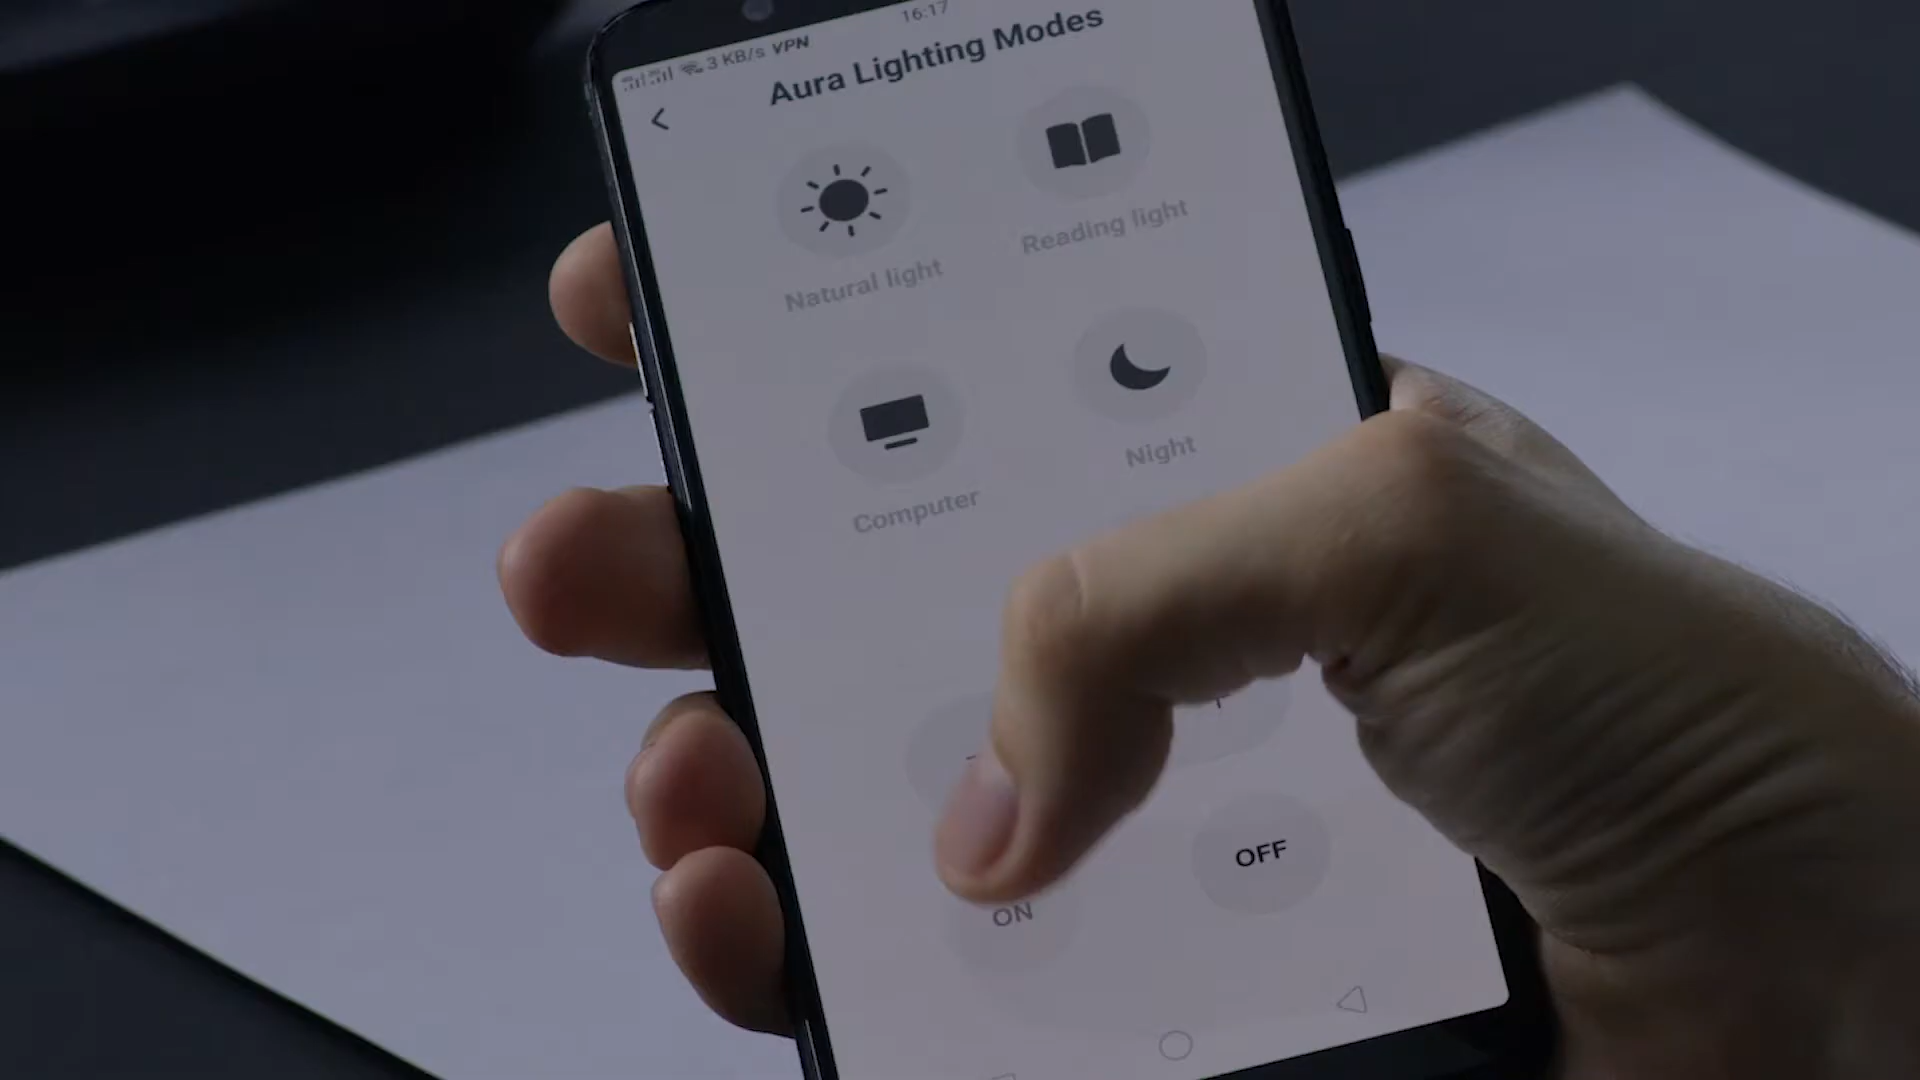 16:17
3 KB/s VPN
Aura Lighting Modes
Natural light
Reading light
Computer
Night
ON
OFF